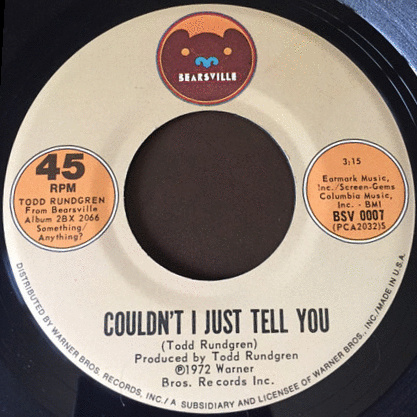 BEARSVILLE
45
RPM
TODD RUNDGREN
From Bearsville
Album 2BX 2066
Something/
Anything?
3:15
Earmark Music,
Inc./Screen-Gems
Columbia Music,
Inc. - BMI
BSV 0007
(PCA2032)S
COULDN'T I JUST TELL YOU
(Todd Rundgren)
Produced by Todd Rundgren
℗1972 Warner
Bros. Records Inc.
DISTRIBUTED BY WARNER BROS. RECORDS, INC./ A SUBSIDIARY AND LICENSEE OF WARNER BROS., INC./MADE IN U.S.A.